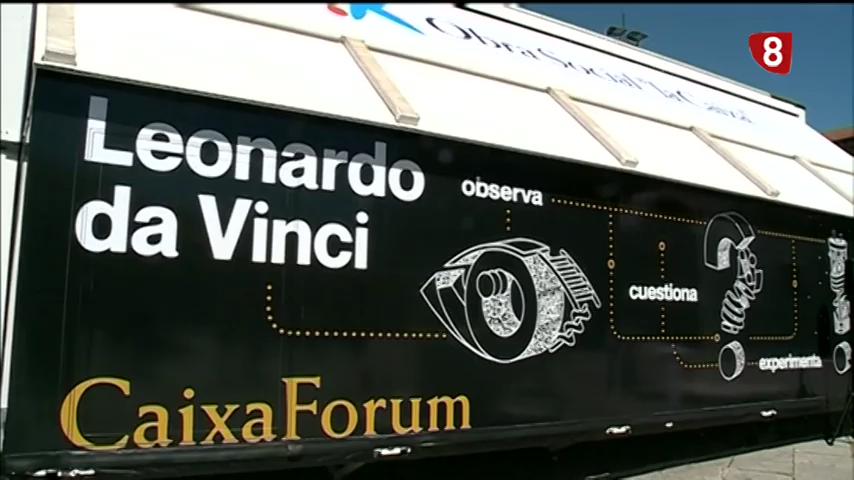 8
Obra Social "la Caixa"
Leonardo
da Vinci
observa
cuestiona
experimenta
CaixaForum